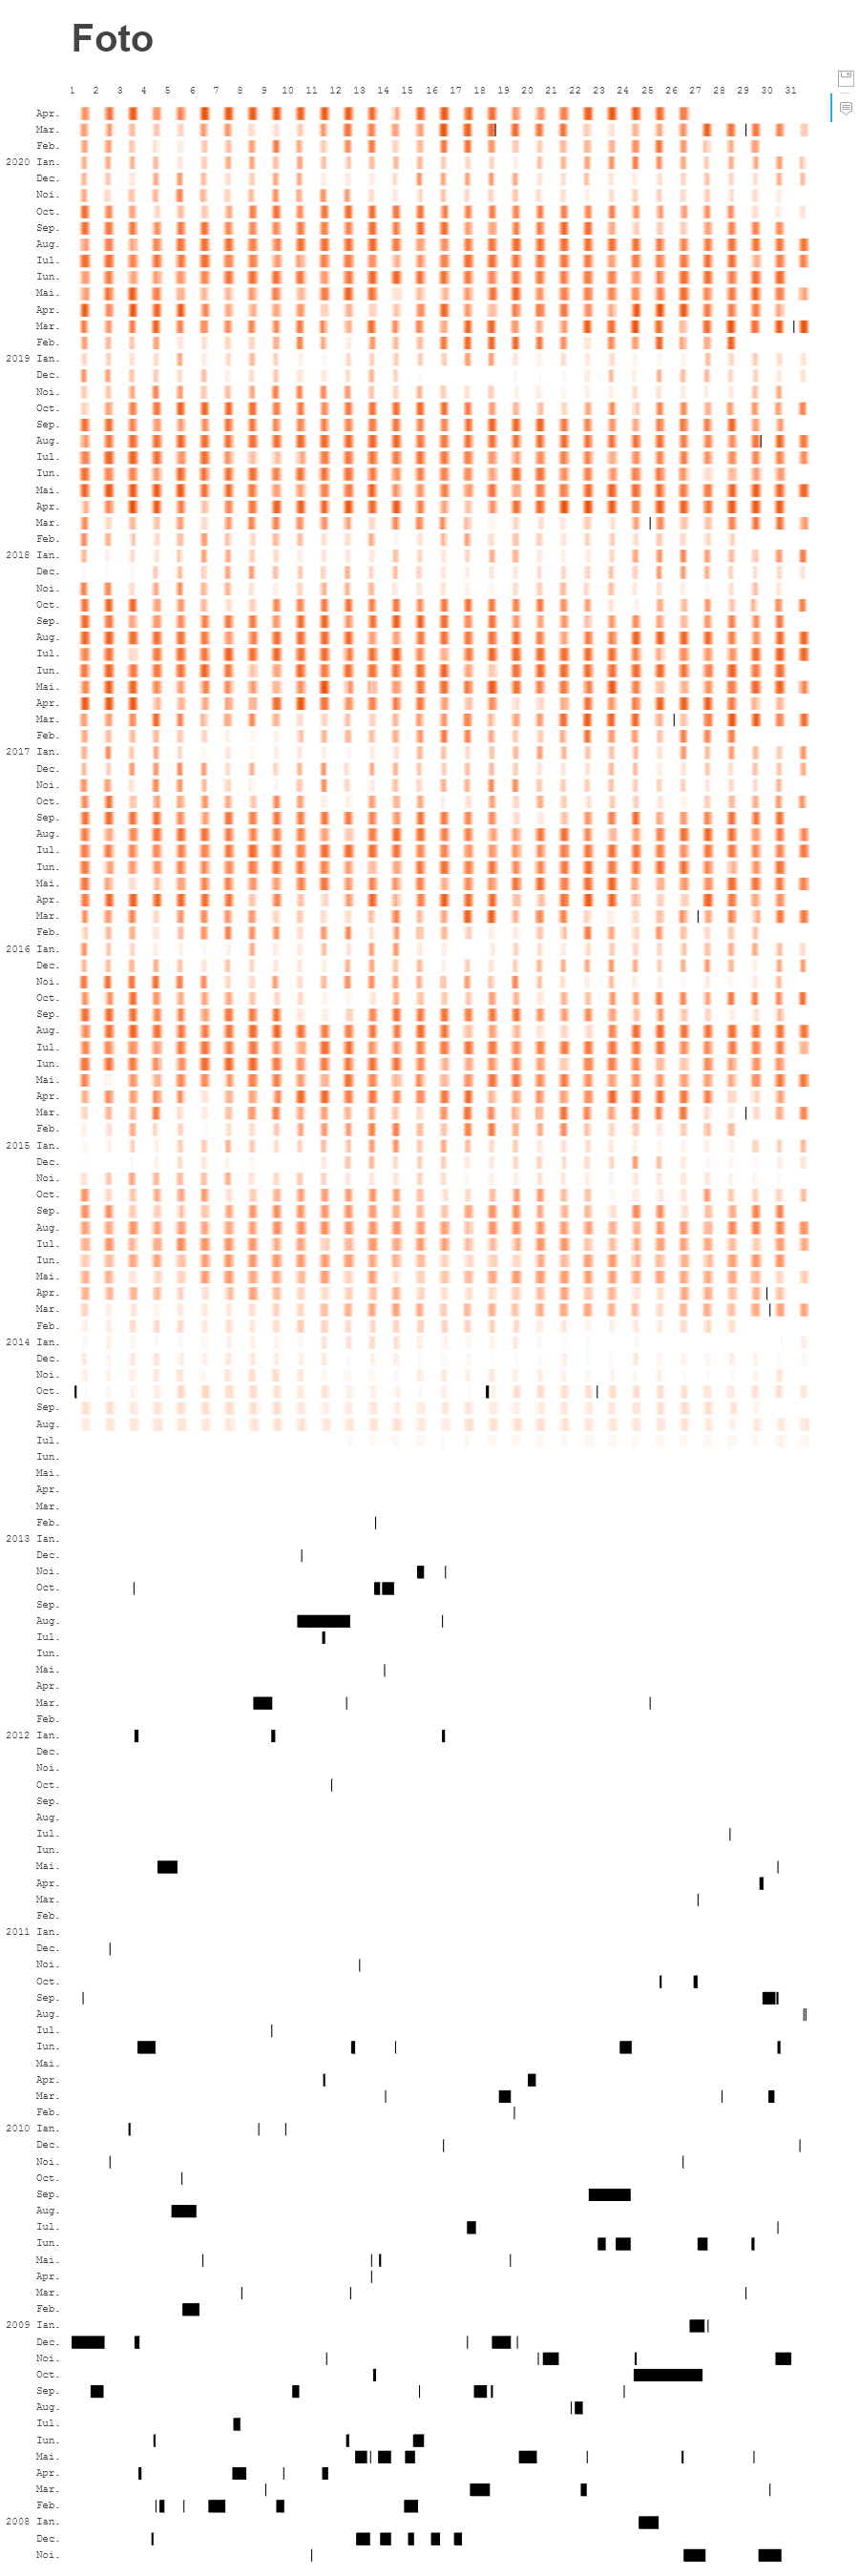 Foto
1 2 3 4 5 6 7 8 9 10 11 12 13 14 15 16 17 18 19 20 21 22 23 24 25 26 27 28 29 30 31
Apr.
Mar.
Feb.
2020 Ian.
Dec.
Noi.
Oct.
Sep.
Aug.
Iul.
Iun.
Mai.
Apr.
Mar.
Feb.
2019 Ian.
Dec.
Noi.
Oct.
Sep.
Aug.
Iul.
Iun.
Mai.
Apr.
Mar.
Feb.
2018 Ian.
Dec.
Noi.
Oct.
Sep.
Aug.
Iul.
Iun.
Mai.
Apr.
Mar.
Feb.
2017 Ian.
Dec.
Noi.
Oct.
Sep.
Aug.
Iul.
Iun.
Mai.
Apr.
Mar.
Feb.
2016 Ian.
Dec.
Noi.
Oct.
Sep.
Aug.
Iul.
Iun.
Mai.
Apr.
Mar.
Feb.
2015 Ian.
Dec.
Noi.
Oct.
Sep.
Aug.
Iul.
Iun.
Mai.
Apr.
Mar.
Feb.
2014 Ian.
Dec.
Noi.
Oct.
Sep.
Aug.
Iul.
Iun.
Mai.
Apr.
Mar.
Feb.
2013 Ian.
Dec.
Noi.
Oct.
Sep.
Aug.
Iul.
Iun.
Mai.
Apr.
Mar.
Feb.
2012 Ian.
Dec.
Noi.
Oct.
Sep.
Aug.
Iul.
Iun.
Mai.
Apr.
Mar.
Feb.
2011 Ian.
Dec.
Noi.
Oct.
Sep.
Aug.
Iul.
Iun.
Mai.
Apr.
Mar.
Feb.
2010 Ian.
Dec.
Noi.
Oct.
Sep.
Aug.
Iul.
Iun.
Mai.
Apr.
Mar.
Feb.
2009 Ian.
Dec.
Noi.
Oct.
Sep.
Aug.
Iul.
Iun.
Mai.
Apr.
Mar.
Feb.
2008 Ian.
Dec.
Noi.